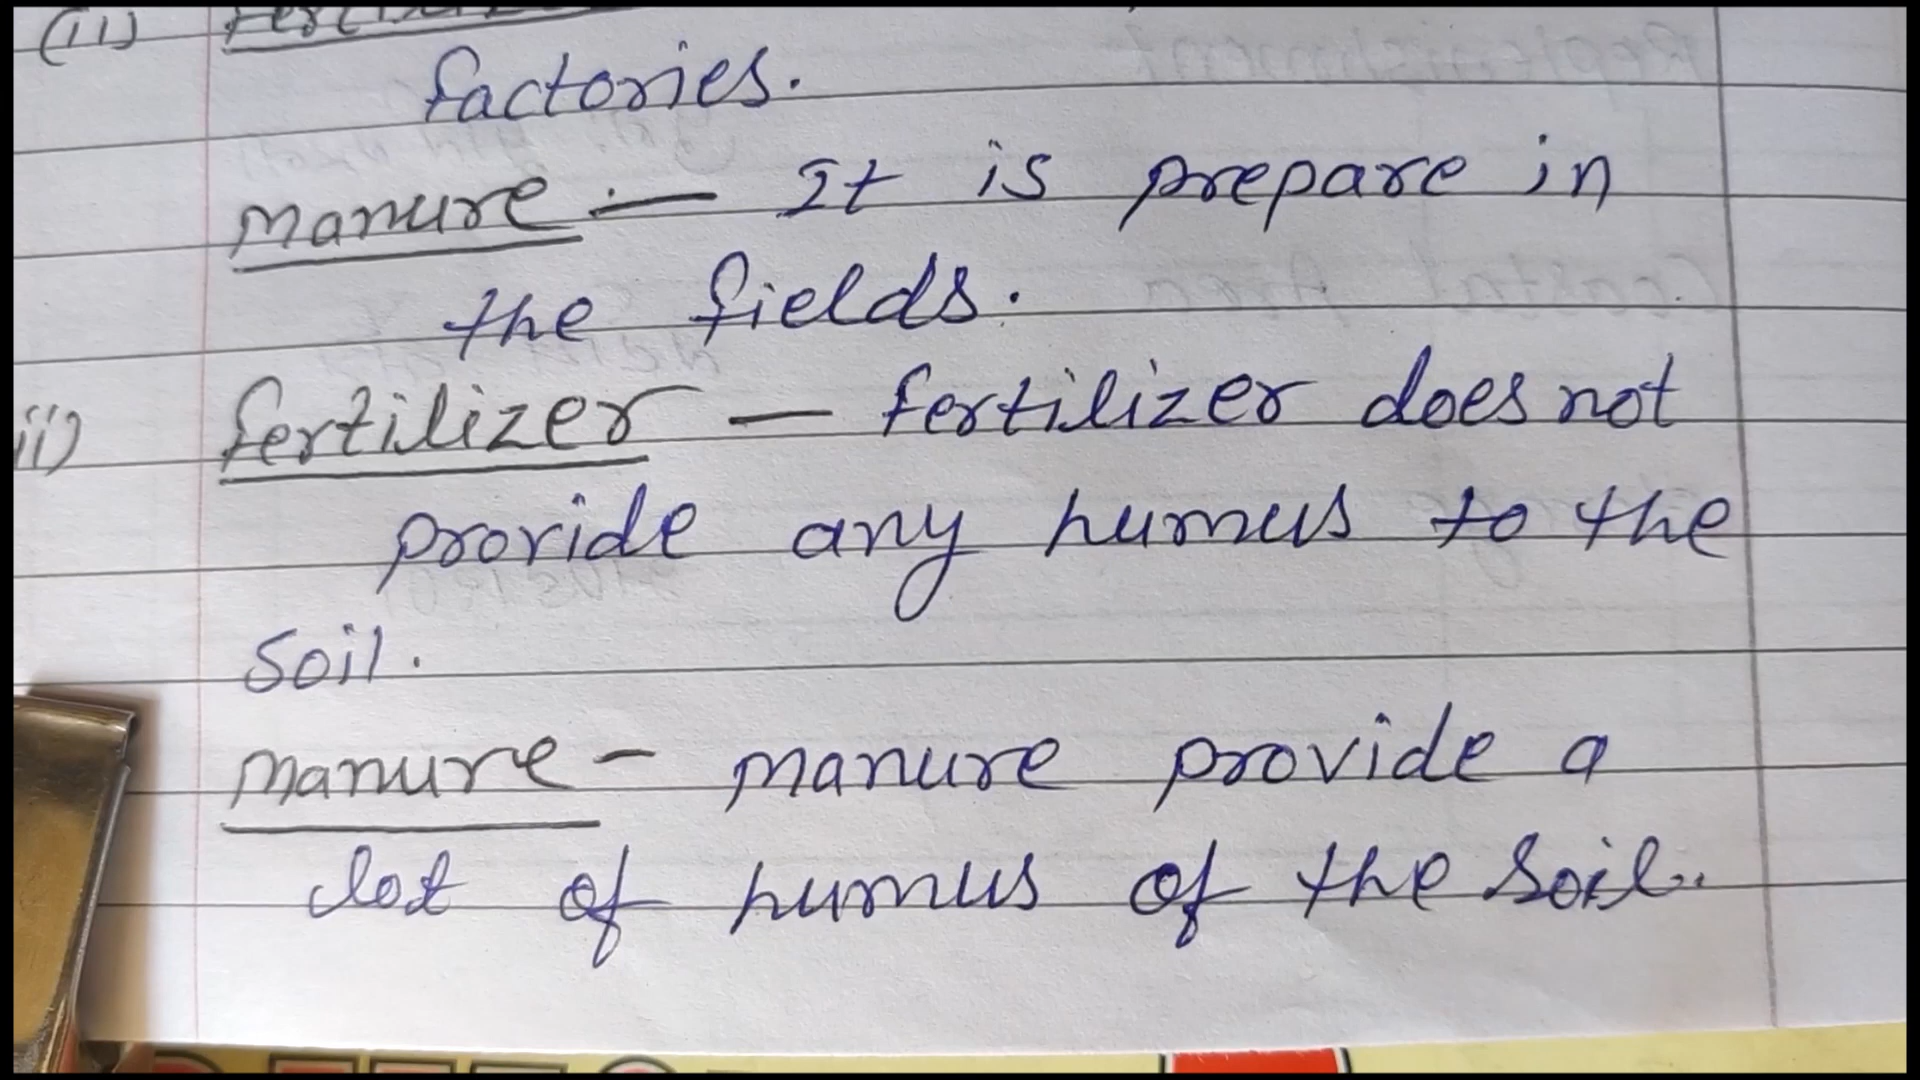 (ii)
factories.
manure :— It is prepare in
the fields.
ii) fertilizer — fertilizer does not
provide any humus to the
soil.
manure – manure provide a
lot of humus of the soil.